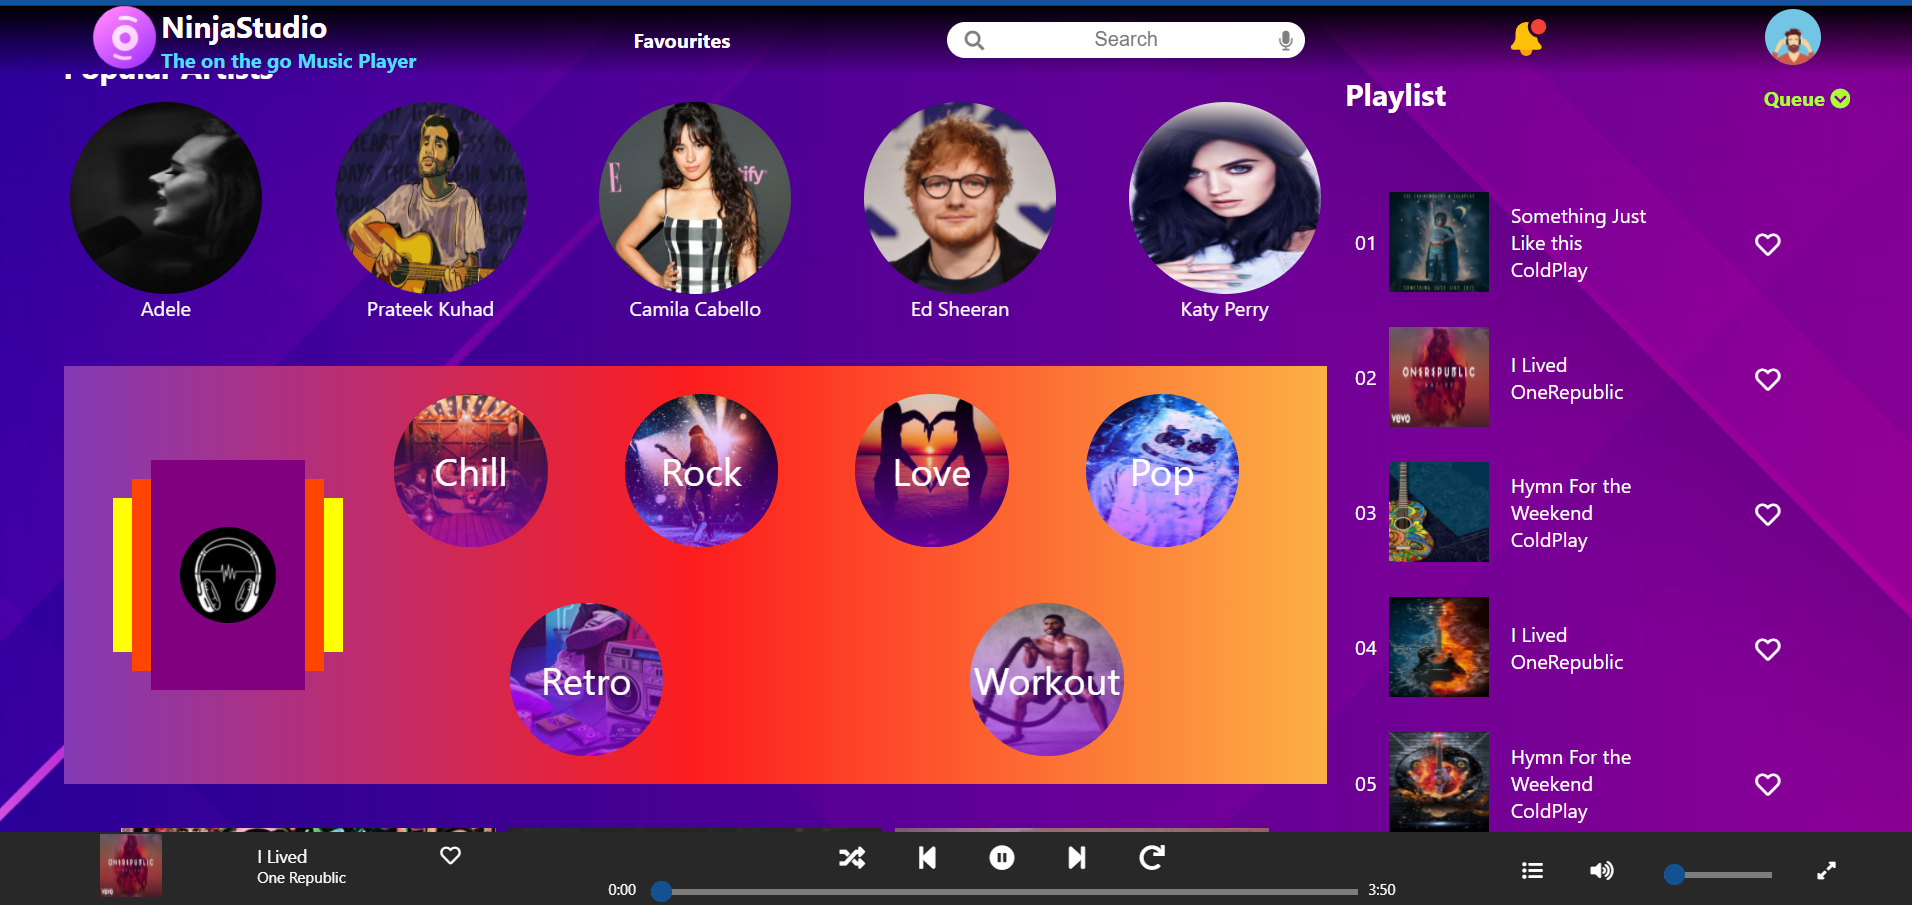 NinjaStudio
The on the go Music Player
Favourites
Search
Popular Artists
Adele
Prateek Kuhad
Camila Cabello
Ed Sheeran
Katy Perry
Chill
Rock
Love
Pop
Retro
Workout
Playlist
Queue
01
Something Just
Like this
ColdPlay
02
ONEREPUBLIC
vevo
I Lived
OneRepublic
03
Hymn For the
Weekend
ColdPlay
04
I Lived
OneRepublic
05
Hymn For the
Weekend
ColdPlay
ONEREPUBLIC
I Lived
One Republic
0:00
3:50